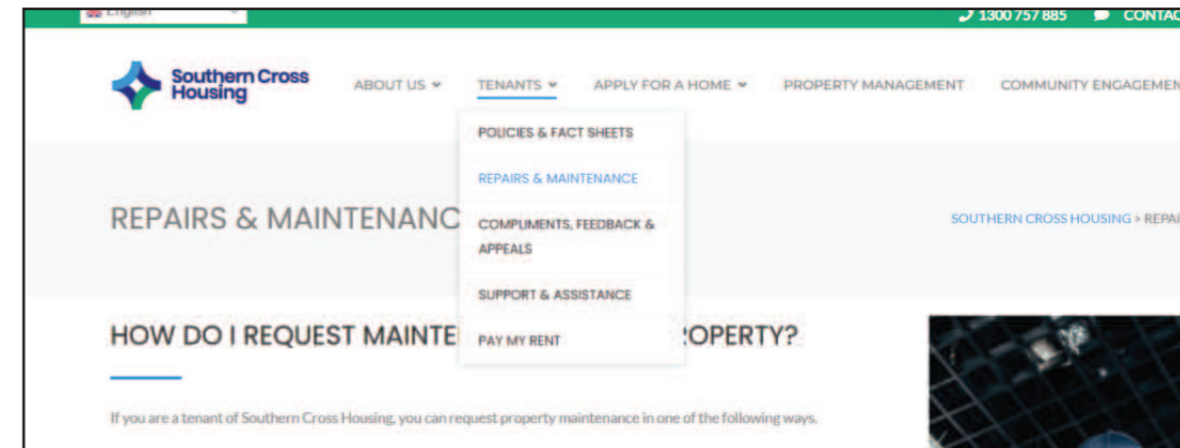 English
1300 757 885 CONTAC
Southern Cross
Housing
ABOUT US TENANTS APPLY FOR A HOME PROPERTY MANAGEMENT COMMUNITY ENGAGEMEN
POLICIES & FACT SHEETS
REPAIRS & MAINTENANCE
REPAIRS & MAINTENANC
COMPLIMENTS, FEEDBACK &
APPEALS
SOUTHERN CROSS HOUSING > REPAI
SUPPORT & ASSISTANCE
HOW DO I REQUEST MAINTE OPERTY?
PAY MY RENT
If you are a tenant of Southern Cross Housing, you can request property maintenance in one of the following ways.